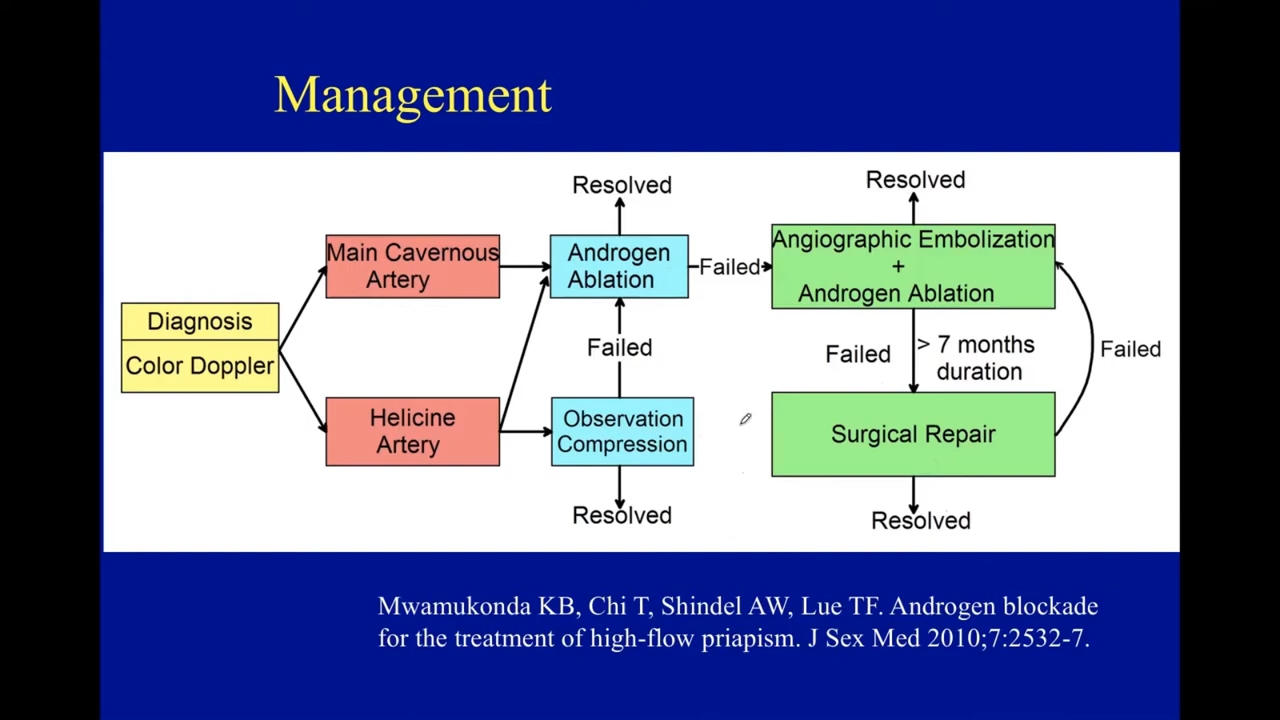 Management
Diagnosis
Color Doppler
Main Cavernous
Artery
Helicine
Artery
Resolved
Androgen
Ablation
Failed
Observation
Compression
Resolved
Failed
Resolved
Angiographic Embolization
+
Androgen Ablation
Failed
> 7 months
duration
Failed
Surgical Repair
Resolved
Mwamukonda KB, Chi T, Shindel AW, Lue TF. Androgen blockade
for the treatment of high-flow priapism. J Sex Med 2010;7:2532-7.